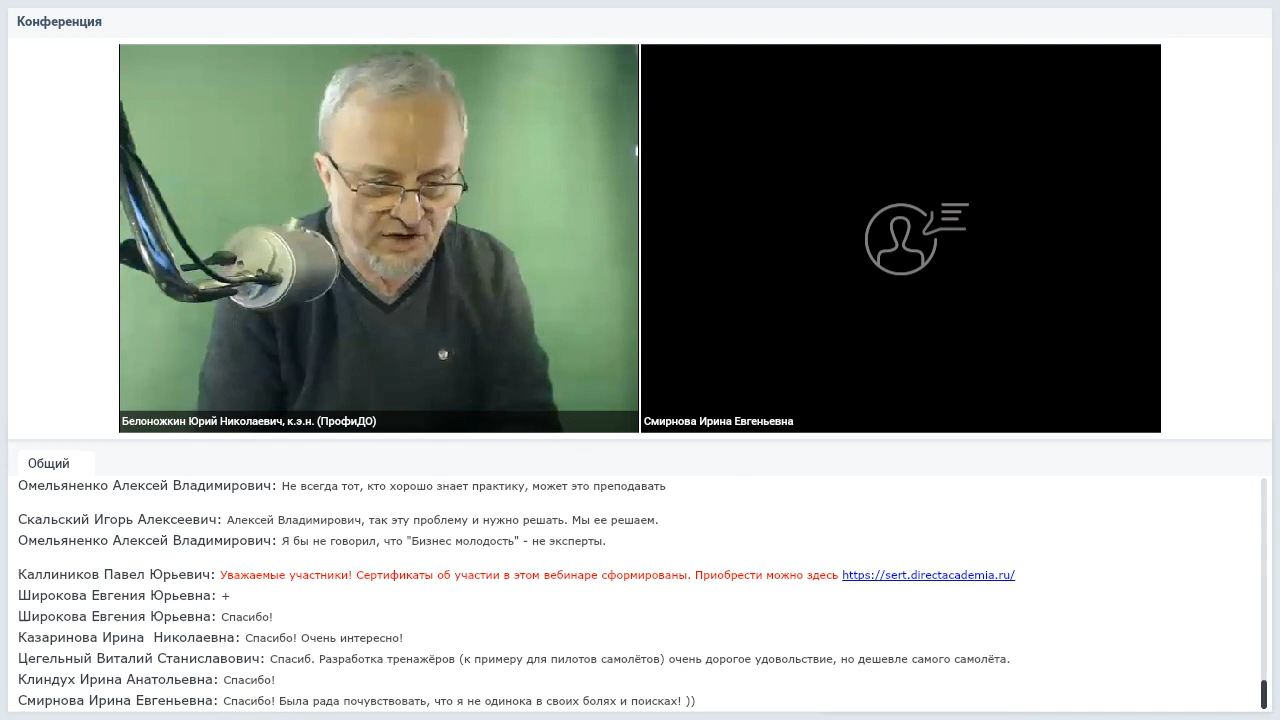 Конференция
Белоножкин Юрий Николаевич, к.э.н. (ПрофиДО)
Смирнова Ирина Евгеньевна
Общий
Омельяненко Алексей Владимирович: Не всегда тот, кто хорошо знает практику, может это преподавать
Скальский Игорь Алексеевич: Алексей Владимирович, так эту проблему и нужно решать. Мы ее решаем.
Омельяненко Алексей Владимирович: Я бы не говорил, что "Бизнес молодость" - не эксперты.
Каллиников Павел Юрьевич: Уважаемые участники! Сертификаты об участии в этом вебинаре сформированы. Приобрести можно здесь https://sert.directacademia.ru/
Широкова Евгения Юрьевна: +
Широкова Евгения Юрьевна: Спасибо!
Казаринова Ирина  Николаевна: Спасибо! Очень интересно!
Цегельный Виталий Станиславович: Спасиб. Разработка тренажёров (к примеру для пилотов самолётов) очень дорогое удовольствие, но дешевле самого самолёта.
Клиндух Ирина Анатольевна: Спасибо!
Смирнова Ирина Евгеньевна: Спасибо! Была рада почувствовать, что я не одинока в своих болях и поисках! ))